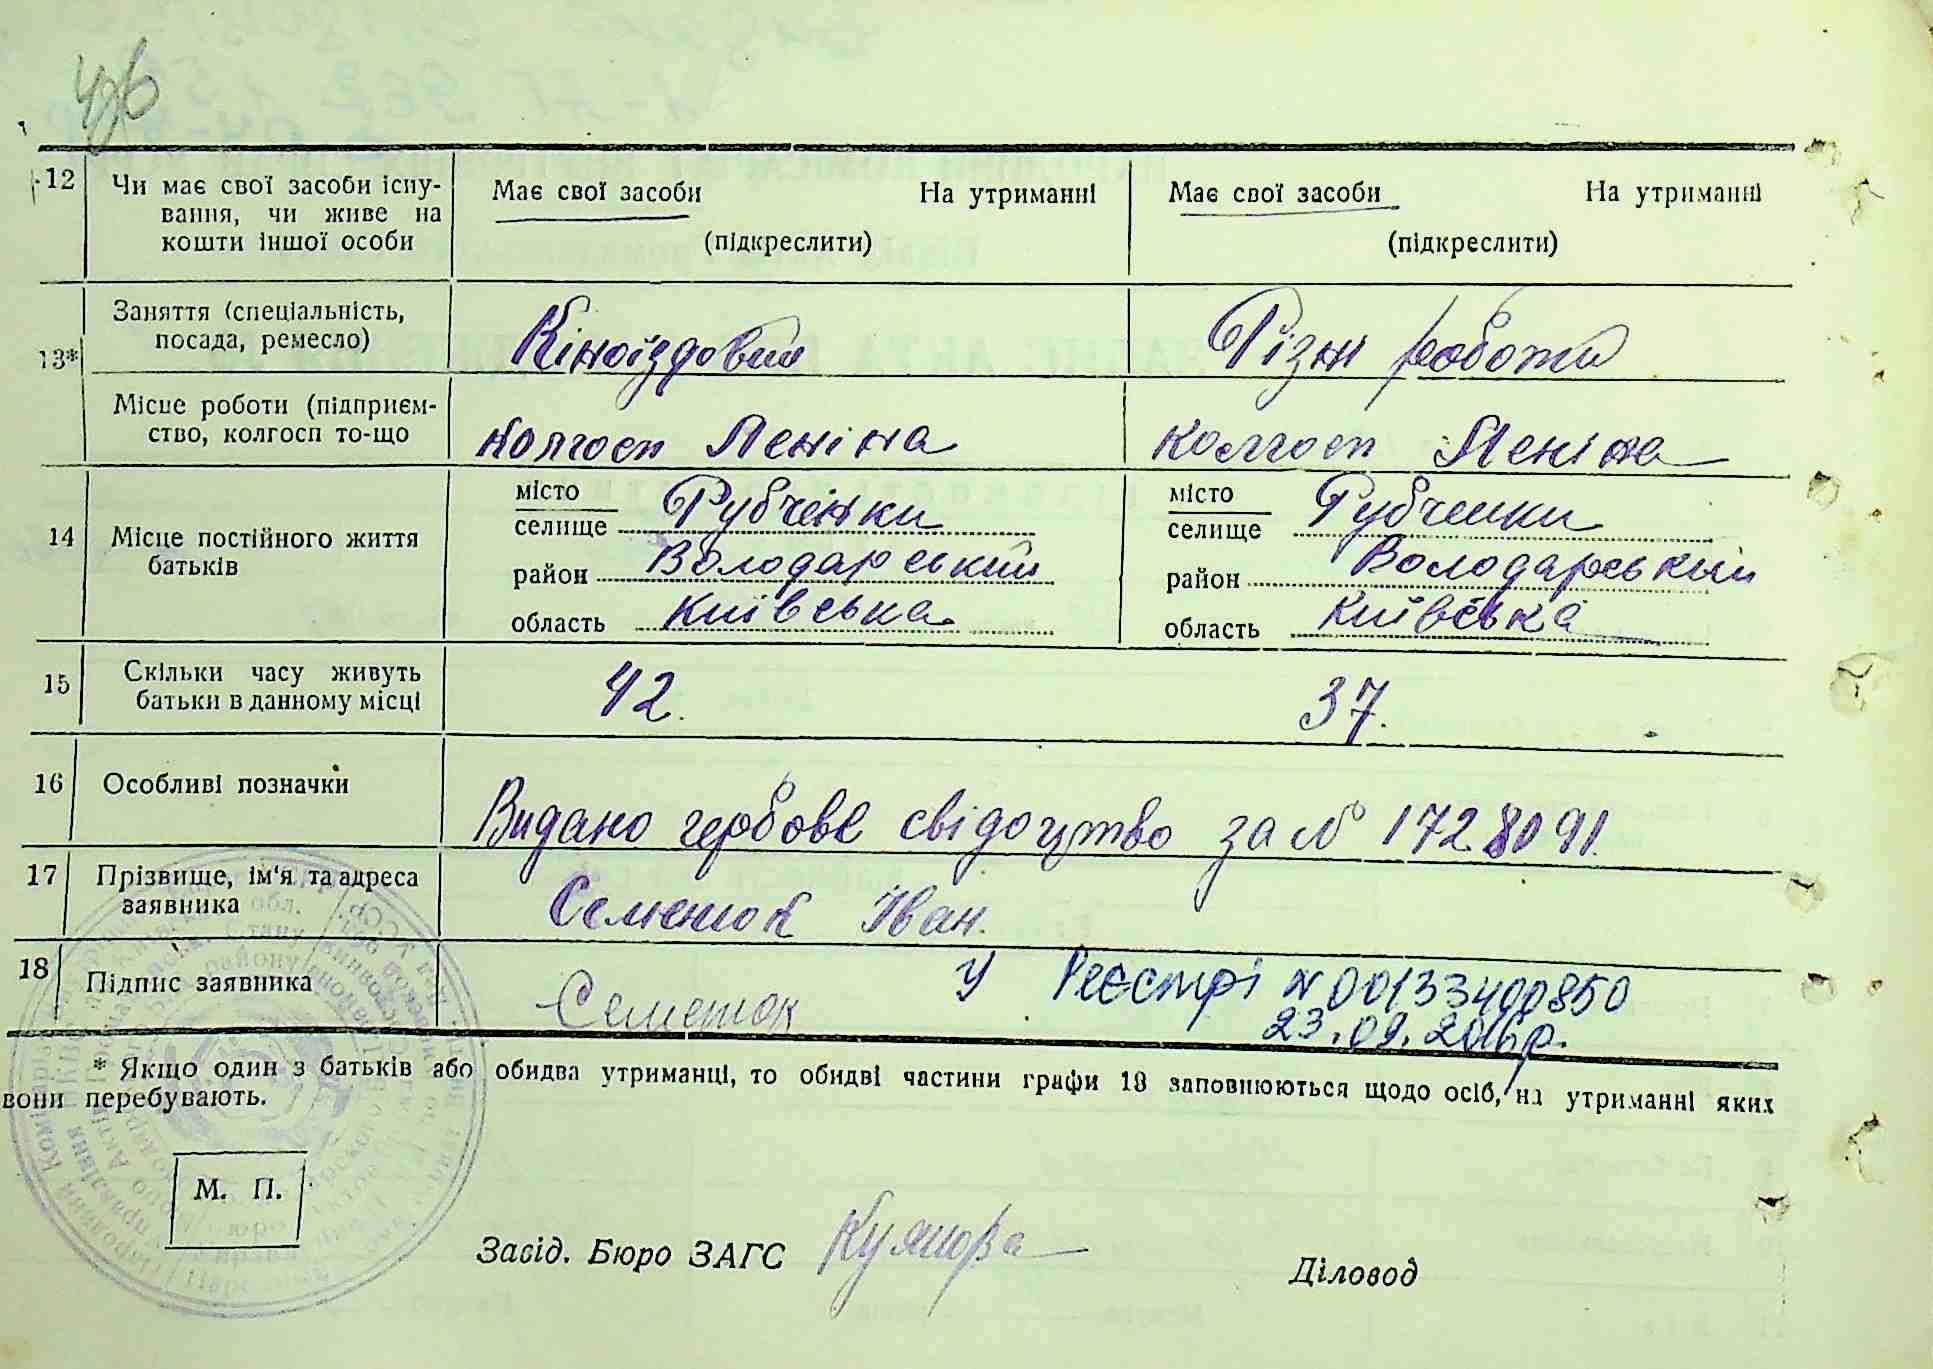 12 Чи має свої засоби існу-
вання, чи живе на
кошти іншої особи
Має свої засоби На утриманні
(підкреслити)
Має свої засоби На утриманні
(підкреслити)
13*
Заняття (спеціальність,
посада, ремесло)
Кіноїздовий
Різні роботи
Місце роботи (підприєм-
ство, колгосп то-що
Колгосп Леніна
Колгосп Леніна
14 Місце постійного життя
батьків
місто
селище Рубченки
район Володарський
область Київська
місто
селище Рубченки
район Володарський
область Київська
15 Скільки часу живуть
батьки в данному місці
42.
37.
16 Особливі позначки
Видано гербове свідоцтво за № 1728091.
17 Прізвище, ім'я та адреса
заявника
Семенюк Іван.
18 Підпис заявника
Семенюк
У Реєстрі N 00133400850
23.09.2016р.
* Якщо один з батьків або обидва утриманці, то обидві частини графи 18 заповнюються щодо осіб, на утриманні яких
вони перебувають.
М. П.
Завід. Бюро ЗАГС
Діловод